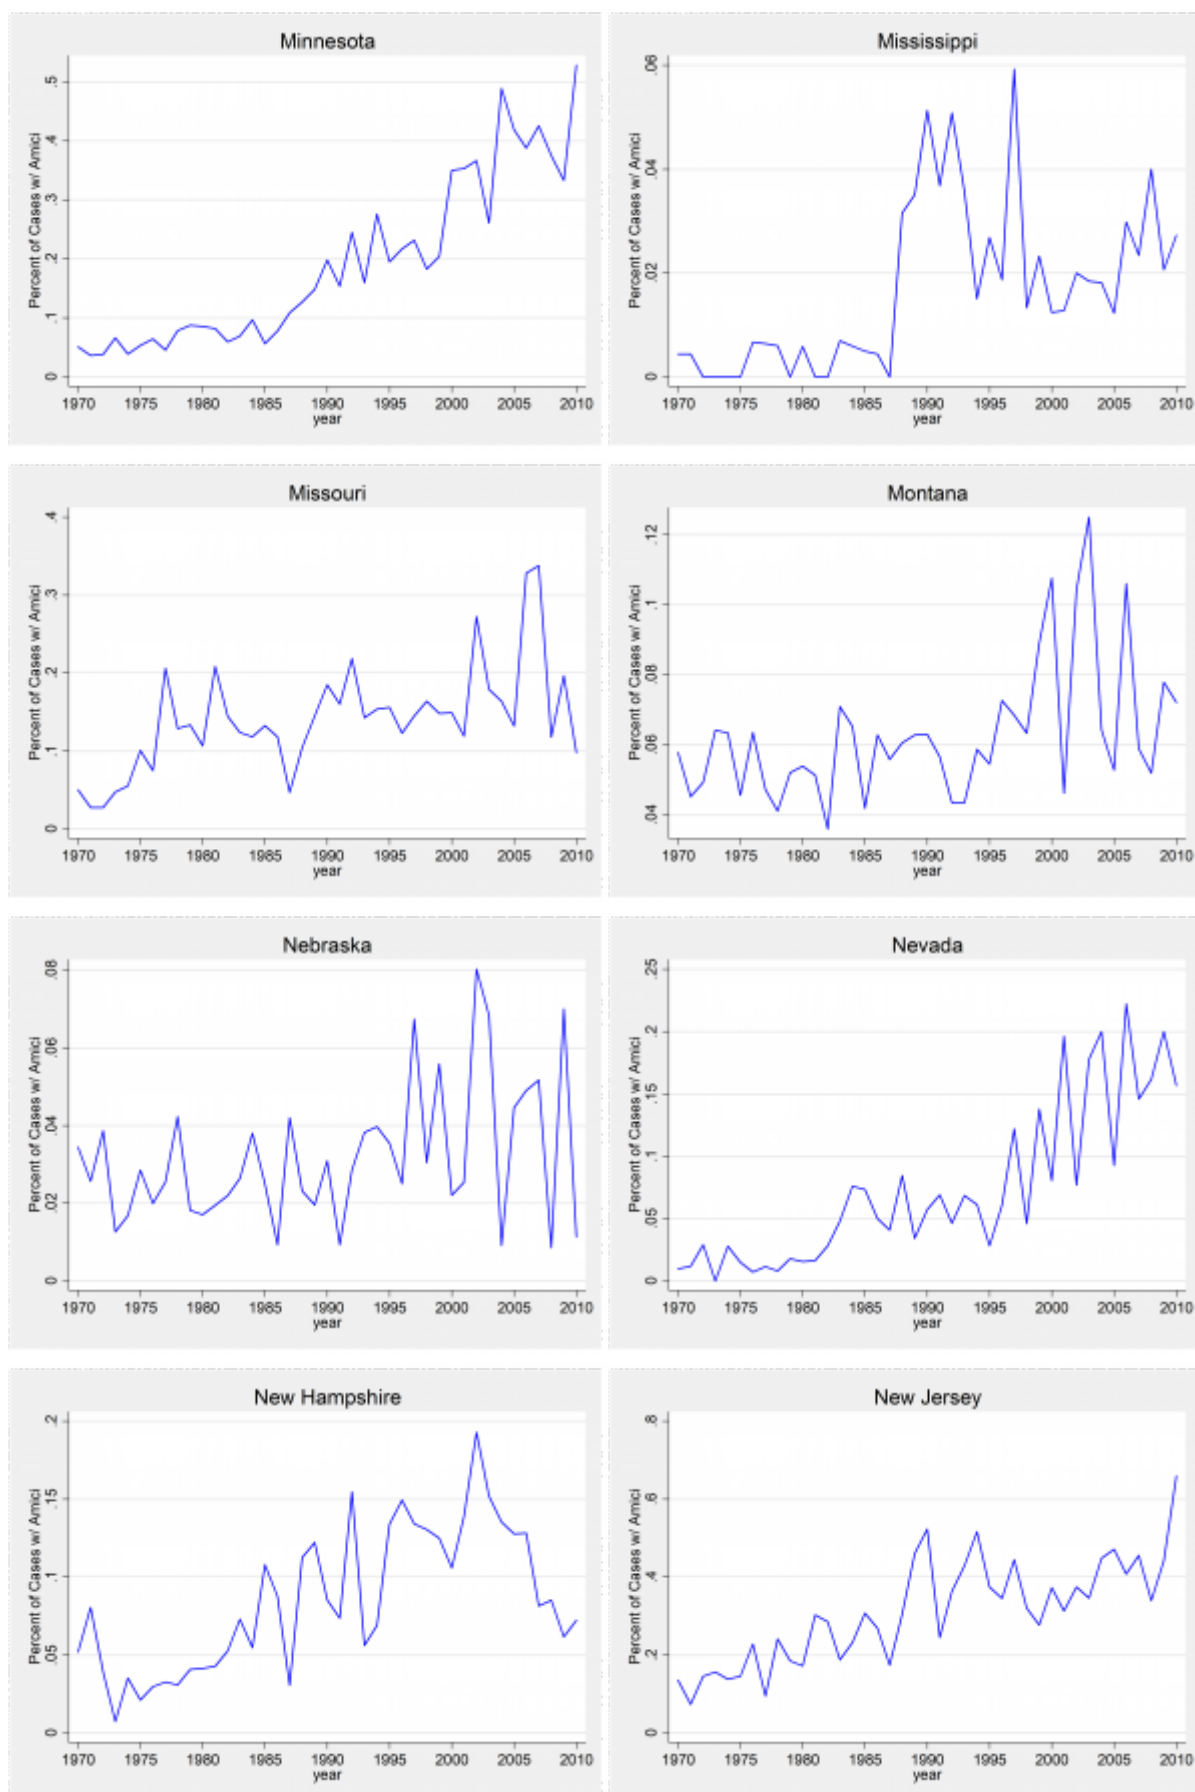 Minnesota
Percent of Cases w/ Amici
.5
.4
.3
.2
.1
0
1970 1975 1980 1985 1990 1995 2000 2005 2010
year
Mississippi
Percent of Cases w/ Amici
.06
.04
.02
0
1970 1975 1980 1985 1990 1995 2000 2005 2010
year
Missouri
Percent of Cases w/ Amici
.4
.3
.2
.1
0
1970 1975 1980 1985 1990 1995 2000 2005 2010
year
Montana
Percent of Cases w/ Amici
.12
.1
.08
.06
.04
1970 1975 1980 1985 1990 1995 2000 2005 2010
year
Nebraska
Percent of Cases w/ Amici
.08
.06
.04
.02
0
1970 1975 1980 1985 1990 1995 2000 2005 2010
year
Nevada
Percent of Cases w/ Amici
.25
.2
.15
.1
.05
0
1970 1975 1980 1985 1990 1995 2000 2005 2010
year
New Hampshire
Percent of Cases w/ Amici
.2
.15
.1
.05
0
1970 1975 1980 1985 1990 1995 2000 2005 2010
year
New Jersey
Percent of Cases w/ Amici
.8
.6
.4
.2
0
1970 1975 1980 1985 1990 1995 2000 2005 2010
year